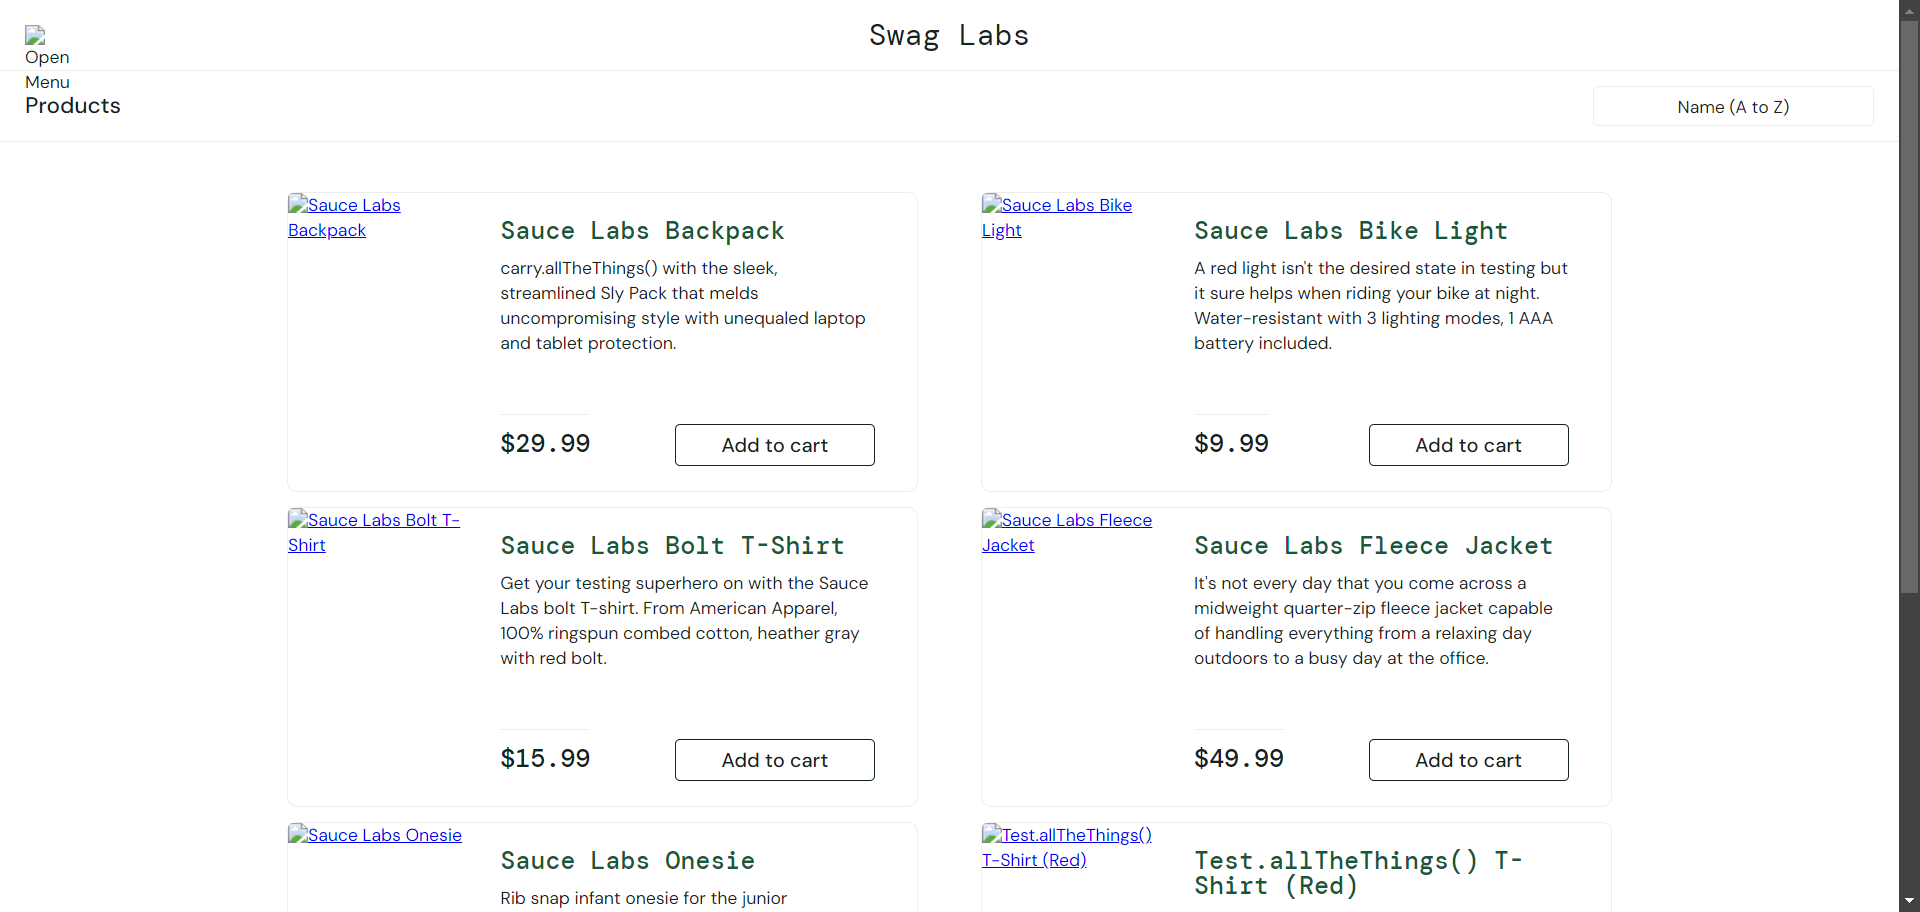 Swag Labs
Open
Menu
Products
Name (A to Z)
Sauce Labs
Backpack
Sauce Labs Backpack
carry.allTheThings() with the sleek,
streamlined Sly Pack that melds
uncompromising style with unequaled laptop
and tablet protection.
$29.99
Add to cart
Sauce Labs Bike
Light
Sauce Labs Bike Light
A red light isn't the desired state in testing but
it sure helps when riding your bike at night.
Water-resistant with 3 lighting modes, 1 AAA
battery included.
$9.99
Add to cart
Sauce Labs Bolt T-
Shirt
Sauce Labs Bolt T-Shirt
Get your testing superhero on with the Sauce
Labs bolt T-shirt. From American Apparel,
100% ringspun combed cotton, heather gray
with red bolt.
$15.99
Add to cart
Sauce Labs Fleece
Jacket
Sauce Labs Fleece Jacket
It's not every day that you come across a
midweight quarter-zip fleece jacket capable
of handling everything from a relaxing day
outdoors to a busy day at the office.
$49.99
Add to cart
Sauce Labs Onesie
Sauce Labs Onesie
Rib snap infant onesie for the junior
Test.allTheThings()
T-Shirt (Red)
Test.allTheThings() T-
Shirt (Red)